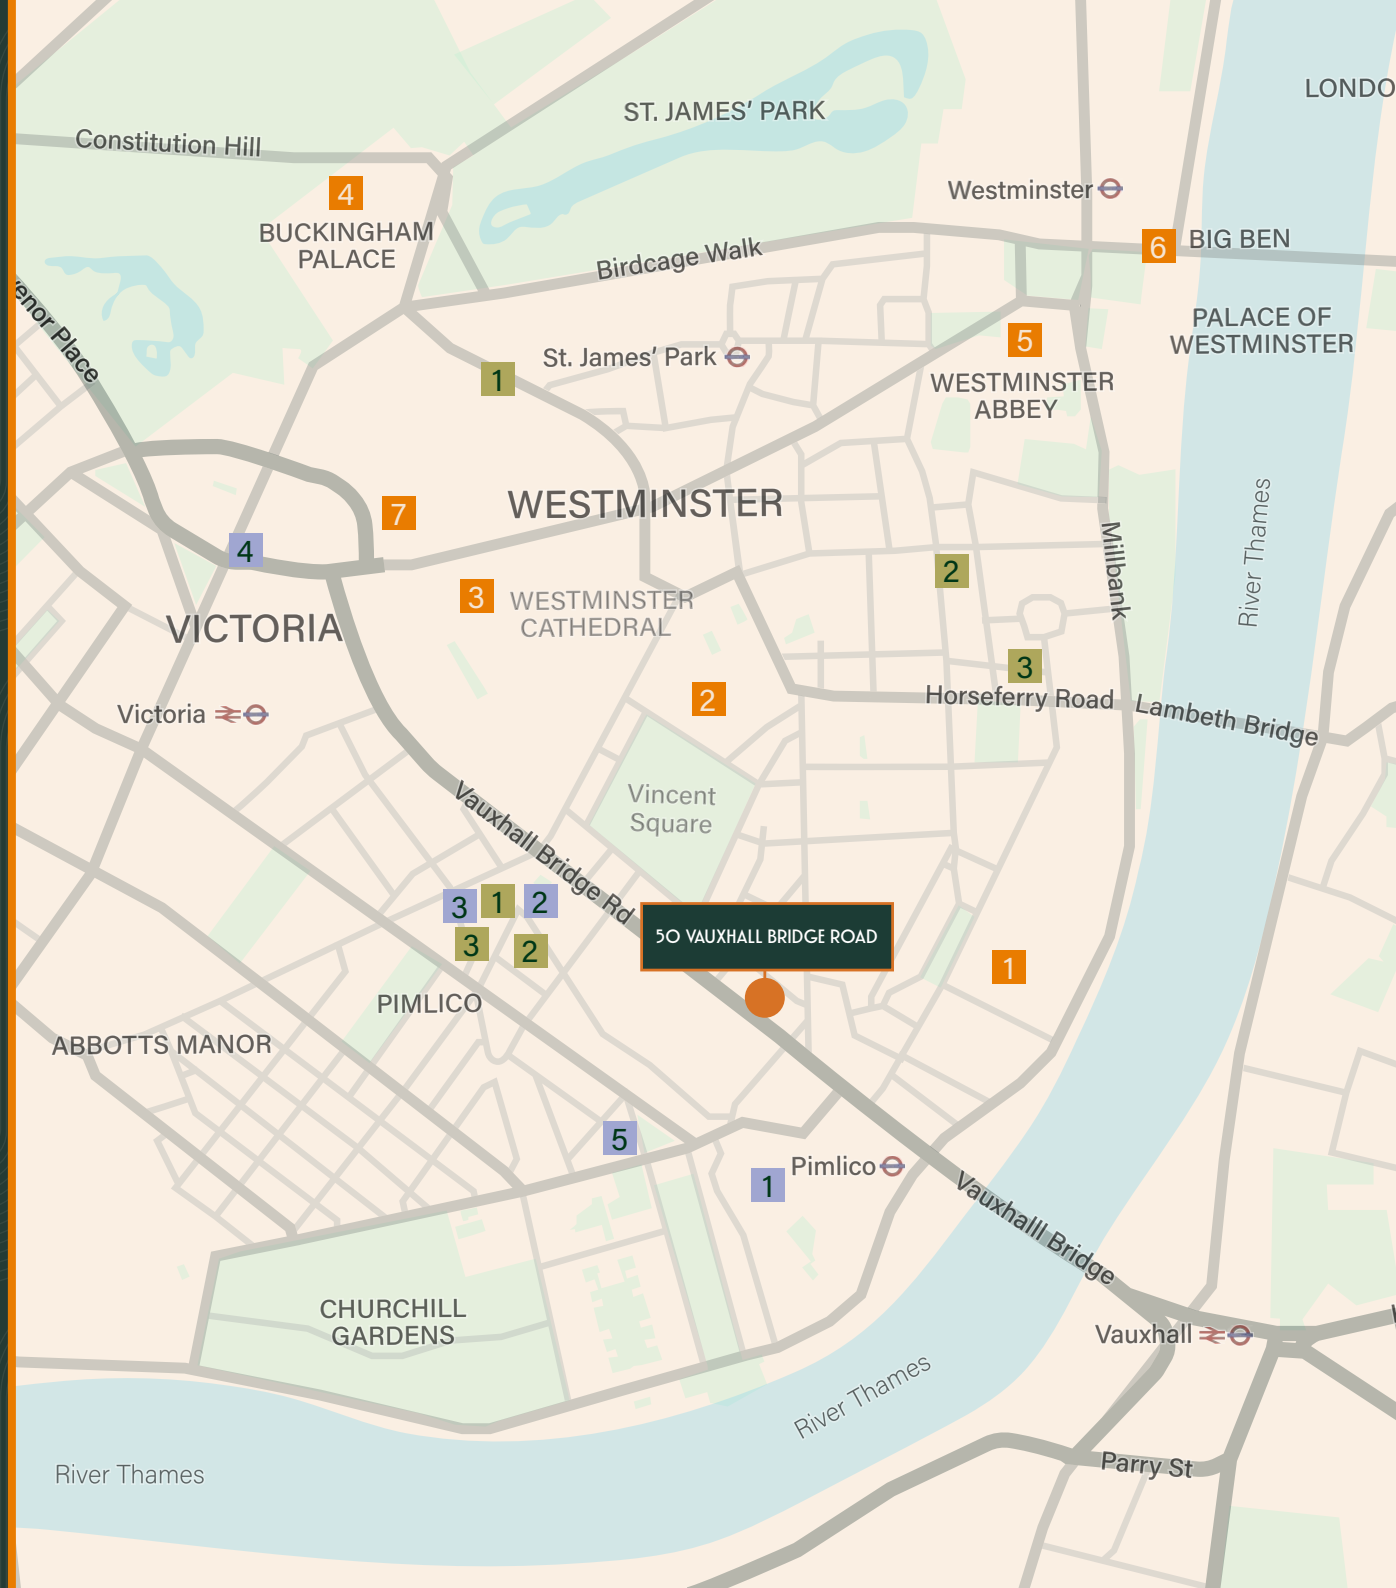 LONDO
ST. JAMES' PARK
Constitution Hill
4
BUCKINGHAM
PALACE
Westminster
6
BIG BEN
Birdcage Walk
enor Place
PALACE OF
WESTMINSTER
5
St. James' Park
1
WESTMINSTER
ABBEY
WESTMINSTER
7
4
River Thames
Millbank
2
3
WESTMINSTER
CATHEDRAL
VICTORIA
3
2
Horseferry Road
Lambeth Bridge
Victoria
Vincent
Square
Vauxhall Bridge Rd
3
1
2
3
2
50 VAUXHALL BRIDGE ROAD
1
PIMLICO
ABBOTTS MANOR
5
Pimlico
1
Vauxhalll Bridge
CHURCHILL
GARDENS
Vauxhall
River Thames
Parry St
River Thames